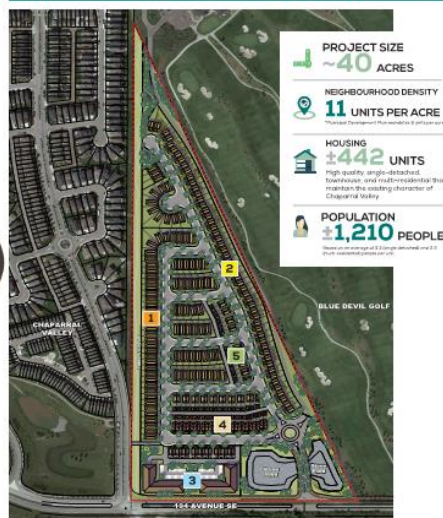 PROJECT SIZE
~40 ACRES
NEIGHBOURHOOD DENSITY
11 UNITS PER ACRE
HOUSING
±442 UNITS
High quality, single-detached,
townhouse, and multi-residential that
maintain the existing character of
Chaparral Valley.
POPULATION
±1,210 PEOPLE
2
BLUE DEVIL GOLF
1
CHAPARRAL
VALLEY
5
4
3
194 AVENUE SE